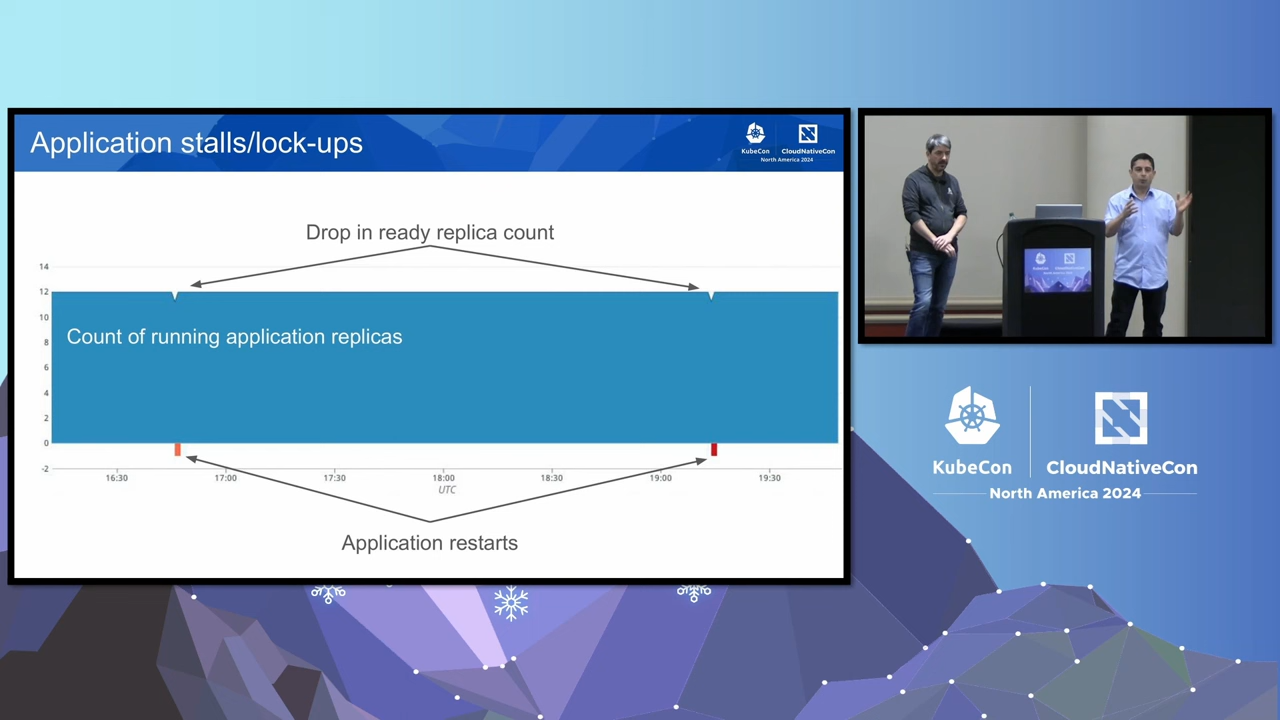 Application stalls/lock-ups
KubeCon
CloudNativeCon
North America 2024
Drop in ready replica count
14
12
10
8
6
4
2
0
-2
Count of running application replicas
16:30
17:00
17:30
18:00
18:30
19:00
19:30
UTC
Application restarts
KubeCon
CloudNativeCon
North America 2024